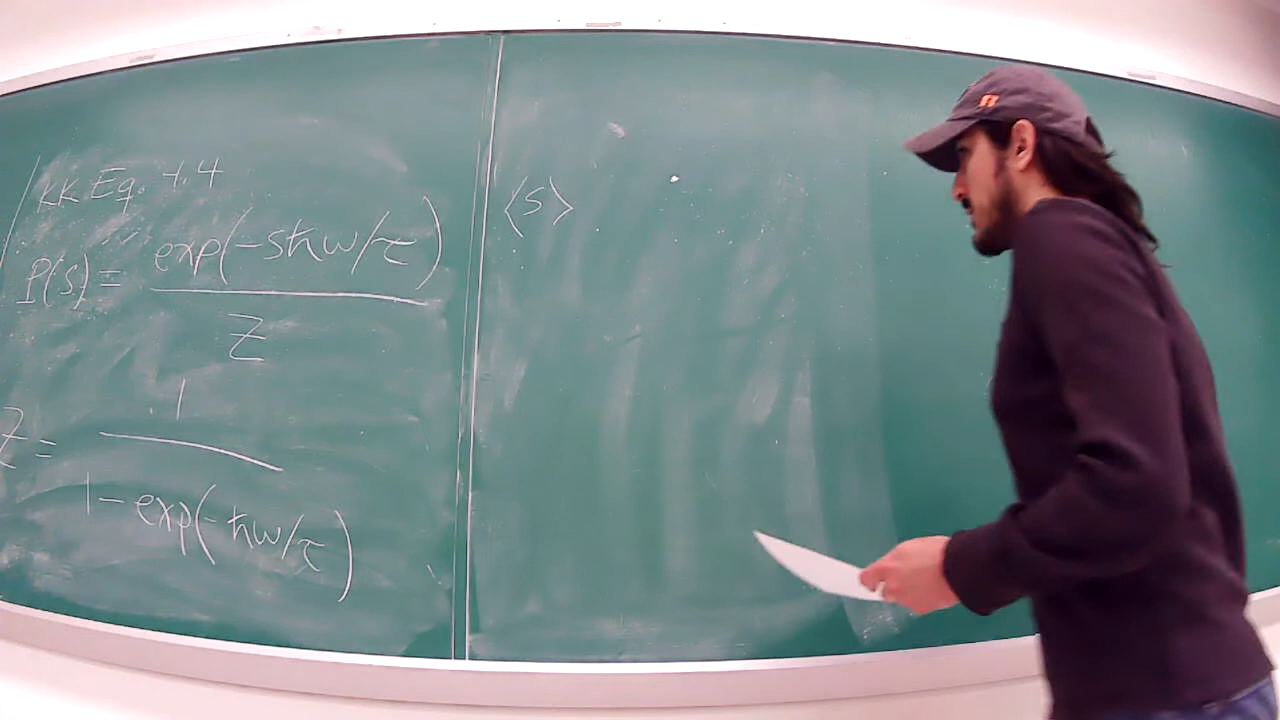 KK Eq. 4.4
P(s) = exp(-sħω/τ) / Z
Z = 1 / 1 - exp(-ħω/τ)
⟨s⟩